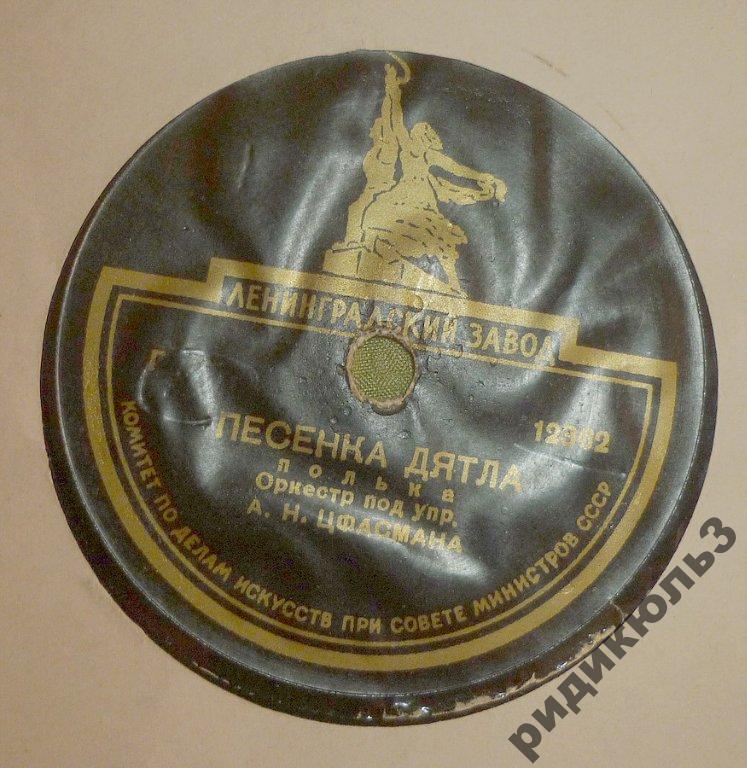 ЛЕНИНГРАДСКИЙ ЗАВОД
ПЕСЕНКА ДЯТЛА
полька
Оркестр под упр.
А. Н. ЦФАСМАНА
КОМИТЕТ ПО ДЕЛАМ ИСКУССТВ ПРИ СОВЕТЕ МИНИСТРОВ СССР
ридикюль3